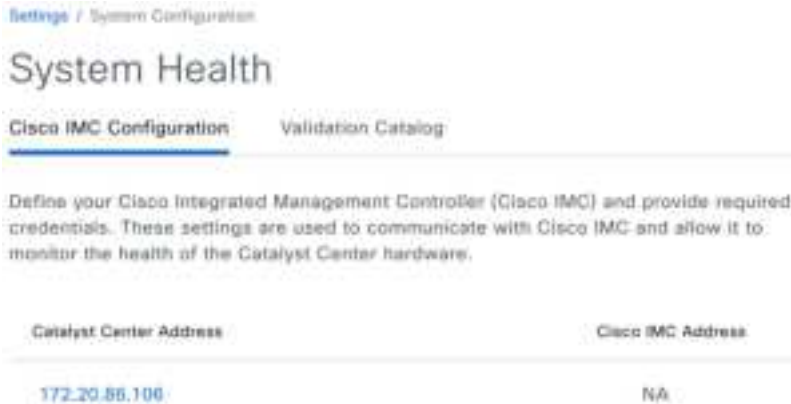 Settings / System Configuration
System Health
Cisco IMC Configuration Validation Catalog
Define your Cisco Integrated Management Controller (Cisco IMC) and provide required
credentials. These settings are used to communicate with Cisco IMC and allow it to
monitor the health of the Catalyst Center hardware.
Catalyst Center Address Cisco IMC Address
172.20.86.106 NA